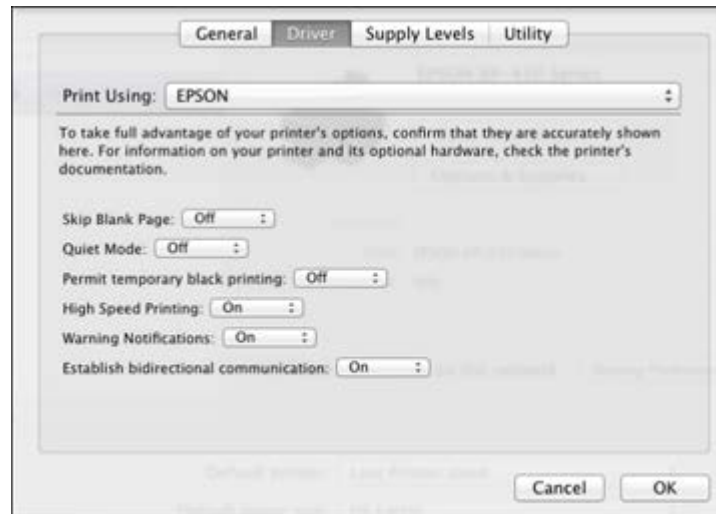 General Driver Supply Levels Utility
Print Using: EPSON
To take full advantage of your printer's options, confirm that they are accurately shown
here. For information on your printer and its optional hardware, check the printer's
documentation.
Skip Blank Page: Off
Quiet Mode: Off
Permit temporary black printing: Off
High Speed Printing: On
Warning Notifications: On
Establish bidirectional communication: On
Cancel OK